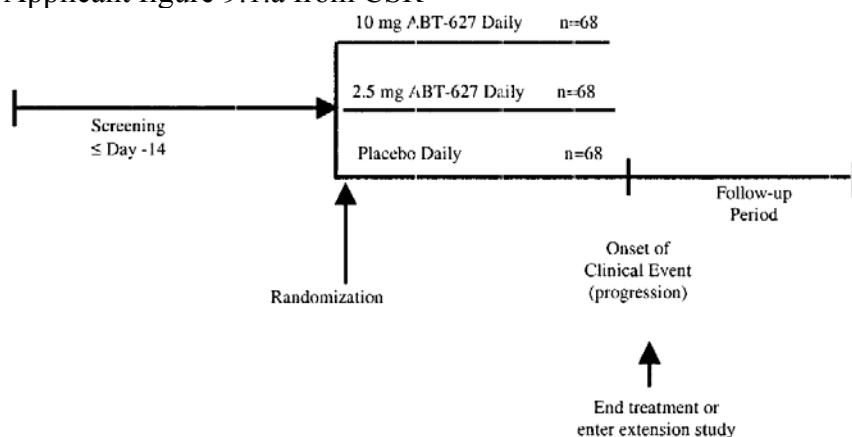 Applicant figure 9.1.a from CSR
10 mg ABT-627 Daily n=68
2.5 mg ABT-627 Daily n=68
Screening
≤ Day -14
Placebo Daily n=68
Follow-up
Period
Onset of
Clinical Event
(progression)
Randomization
End treatment or
enter extension study